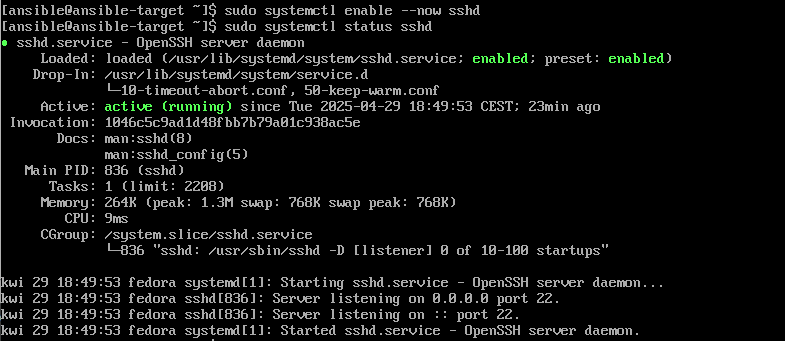 [ansible@ansible-target ~]$ sudo systemctl enable --now sshd
[ansible@ansible-target ~]$ sudo systemctl status sshd
● sshd.service - OpenSSH server daemon
     Loaded: loaded (/usr/lib/systemd/system/sshd.service; enabled; preset: enabled)
    Drop-In: /usr/lib/systemd/system/service.d
             └─10-timeout-abort.conf, 50-keep-warm.conf
     Active: active (running) since Tue 2025-04-29 18:49:53 CEST; 23min ago
 Invocation: 1046c5c9ad1d48fbb7b79a01c938ac5e
       Docs: man:sshd(8)
             man:sshd_config(5)
   Main PID: 836 (sshd)
      Tasks: 1 (limit: 2208)
     Memory: 264K (peak: 1.3M swap: 768K swap peak: 768K)
        CPU: 9ms
     CGroup: /system.slice/sshd.service
             └─836 "sshd: /usr/sbin/sshd -D [listener] 0 of 10-100 startups"

kwi 29 18:49:53 fedora systemd[1]: Starting sshd.service - OpenSSH server daemon...
kwi 29 18:49:53 fedora sshd[836]: Server listening on 0.0.0.0 port 22.
kwi 29 18:49:53 fedora sshd[836]: Server listening on :: port 22.
kwi 29 18:49:53 fedora systemd[1]: Started sshd.service - OpenSSH server daemon.